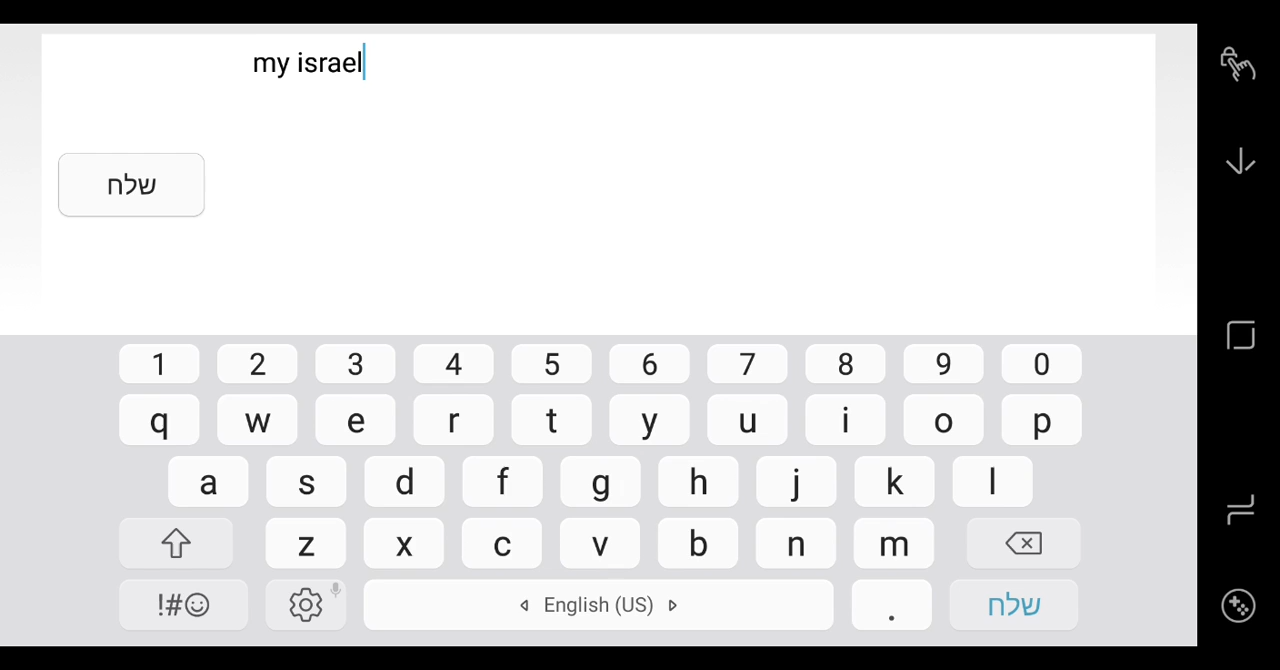 my israel
שלח
1 2 3 4 5 6 7 8 9 0
q w e r t y u i o p
a s d f g h j k l
z x c v b n m
!#☺ English (US) . שלח